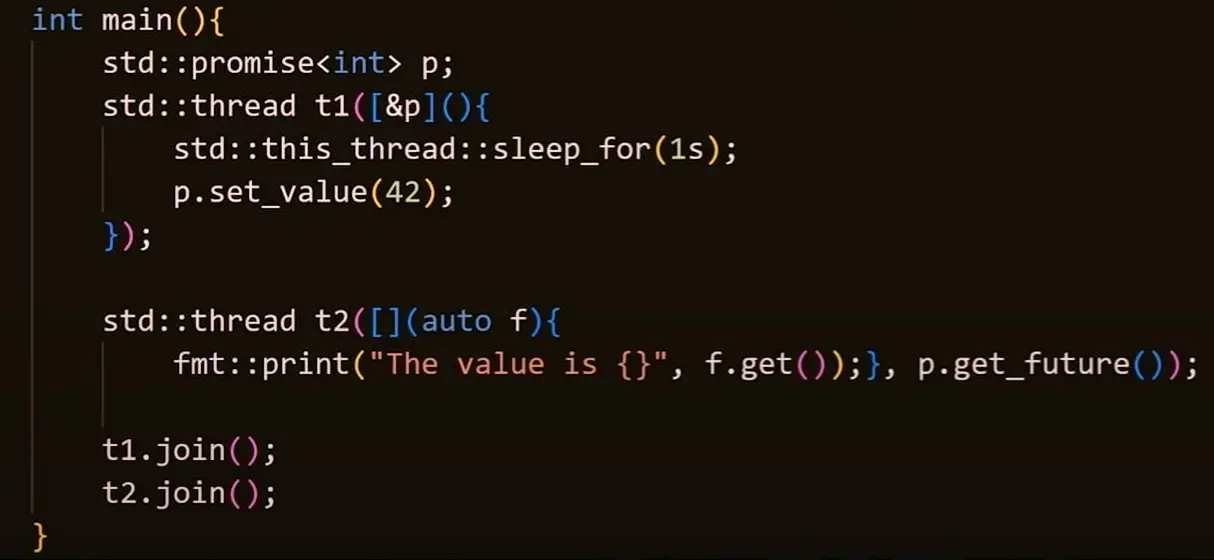 int main(){
    std::promise<int> p;
    std::thread t1([&p](){
        std::this_thread::sleep_for(1s);
        p.set_value(42);
    });

    std::thread t2([](auto f){
        fmt::print("The value is {}", f.get());}, p.get_future());

    t1.join();
    t2.join();
}